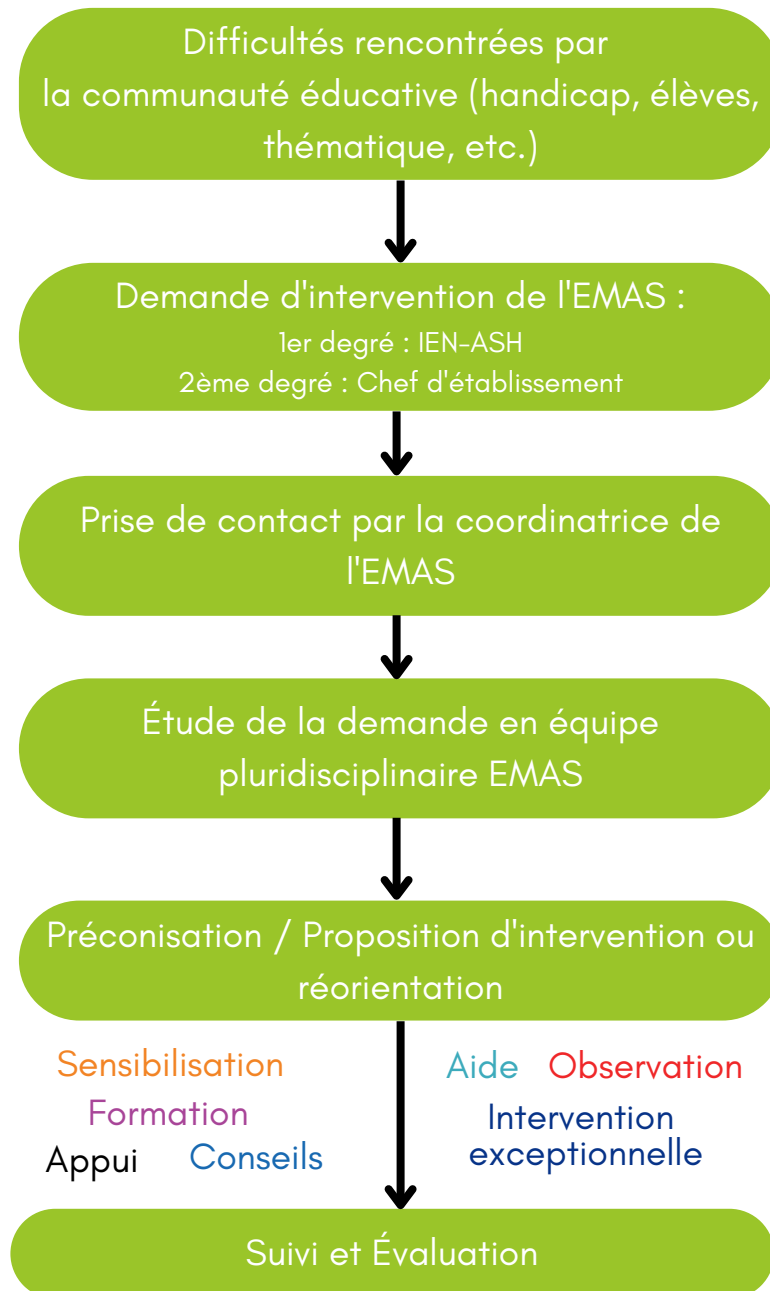 Difficultés rencontrées par
la communauté éducative (handicap, élèves,
thématique, etc.)
Demande d'intervention de l'EMAS :
1er degré : IEN-ASH
2ème degré : Chef d'établissement
Prise de contact par la coordinatrice de
l'EMAS
Étude de la demande en équipe
pluridisciplinaire EMAS
Préconisation / Proposition d'intervention ou
réorientation
Sensibilisation
Formation
Appui
Conseils
Aide
Observation
Intervention
exceptionnelle
Suivi et Évaluation